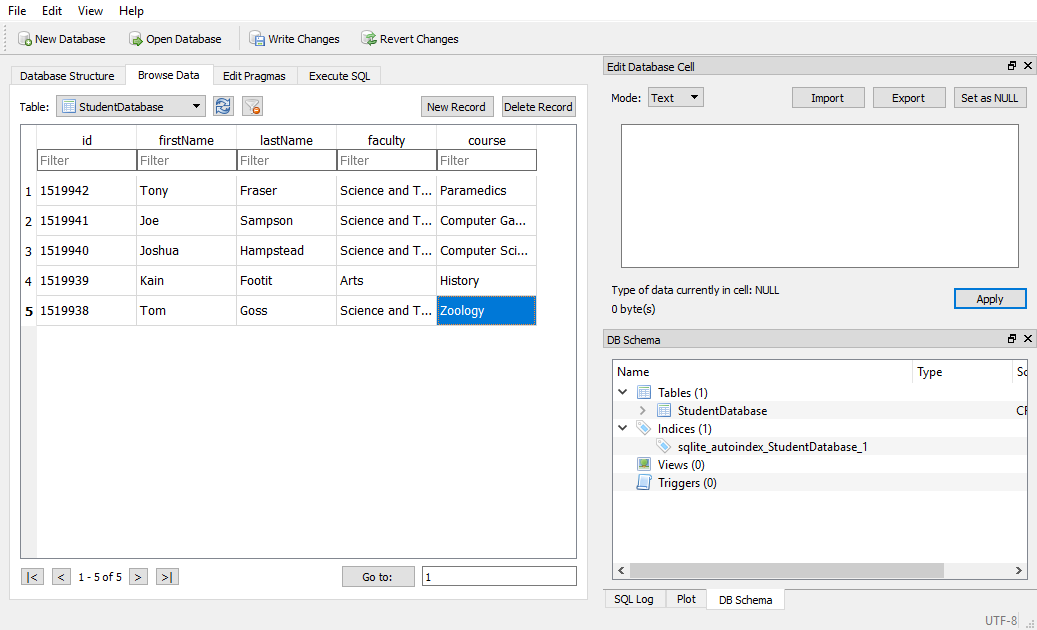 File Edit View Help
New Database Open Database Write Changes Revert Changes
Database Structure Browse Data Edit Pragmas Execute SQL
Table: StudentDatabase New Record Delete Record
id firstName lastName faculty course
Filter Filter Filter Filter Filter
1 1519942 Tony Fraser Science and T... Paramedics
2 1519941 Joe Sampson Science and T... Computer Ga...
3 1519940 Joshua Hampstead Science and T... Computer Sci...
4 1519939 Kain Footit Arts History
5 1519938 Tom Goss Science and T... Zoology
|< < 1 - 5 of 5 > >| Go to: 1
Edit Database Cell
Mode: Text Import Export Set as NULL
Type of data currently in cell: NULL
0 byte(s)
Apply
DB Schema
Name Type Sc
Tables (1)
StudentDatabase CF
Indices (1)
sqlite_autoindex_StudentDatabase_1
Views (0)
Triggers (0)
SQL Log Plot DB Schema
UTF-8